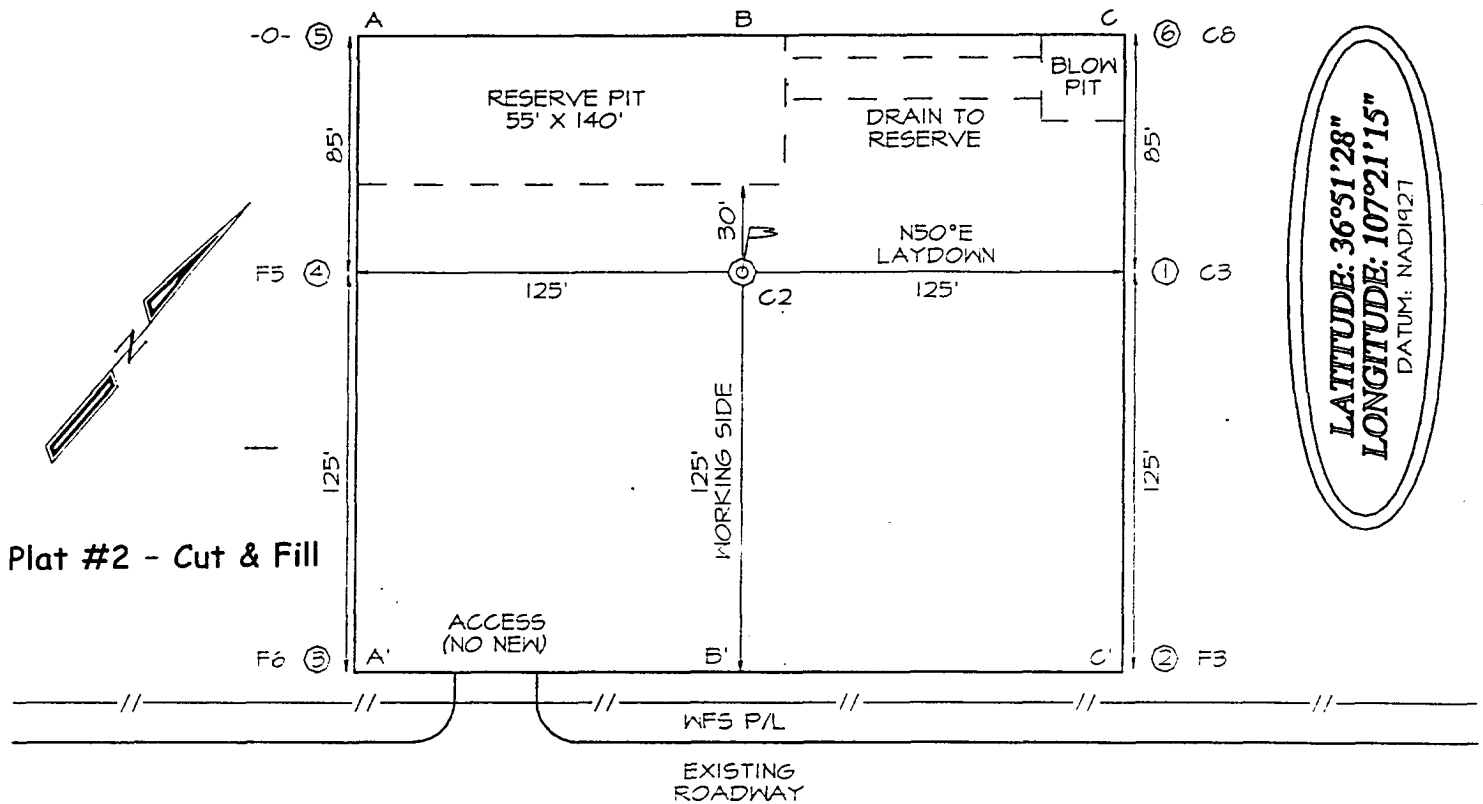 A B C
-O- 5 6 C8
RESERVE PIT
55' X 140'
BLOW
PIT
DRAIN TO
RESERVE
85' 85'
30'
N50°E
LAYDOWN
F5 4 1 C3
125' 125'
C2
LATITUDE: 36°51'28"
LONGITUDE: 107°21'15"
DATUM: NAD1927
N
125' 125' 125'
WORKING SIDE
Plat #2 - Cut & Fill
ACCESS
(NO NEW)
F6 3 A' B' C' 2 F3
WFS P/L
EXISTING
ROADWAY